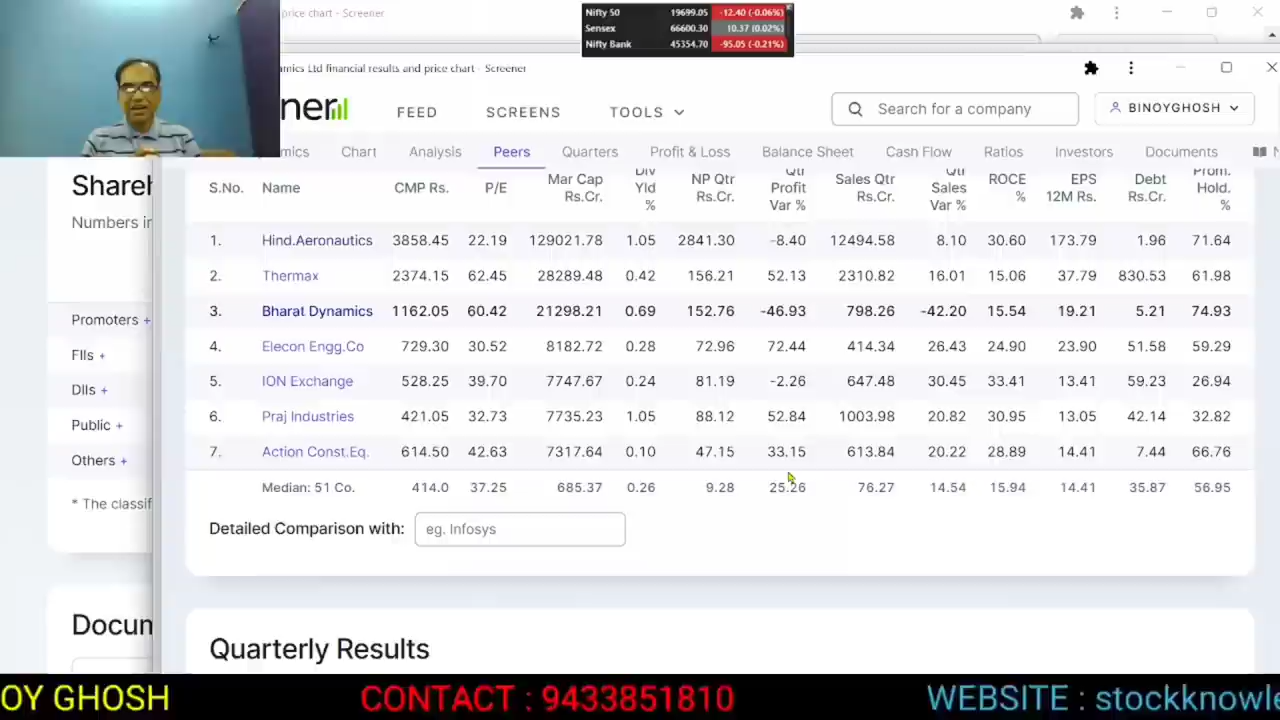 price chart - Screener
Nifty 50 19699.05 -12.40 (-0.06%)
Sensex 66600.30 10.37 (0.02%)
Nifty Bank 45354.70 -95.05 (-0.21%)
amics Ltd financial results and price chart - Screener
ner FEED SCREENS TOOLS Search for a company BINOYGHOSH
mics Chart Analysis Peers Quarters Profit & Loss Balance Sheet Cash Flow Ratios Investors Documents N
Shareh
Numbers in
Promoters +
FIIs +
DIIs +
Public +
Others +
* The classif
Docum
S.No. Name CMP Rs. P/E Mar Cap Rs.Cr. Div Yld % NP Qtr Rs.Cr. Qtr Profit Var % Sales Qtr Rs.Cr. Qtr Sales Var % ROCE % EPS 12M Rs. Debt Rs.Cr. Prom. Hold. %
1. Hind.Aeronautics 3858.45 22.19 129021.78 1.05 2841.30 -8.40 12494.58 8.10 30.60 173.79 1.96 71.64
2. Thermax 2374.15 62.45 28289.48 0.42 156.21 52.13 2310.82 16.01 15.06 37.79 830.53 61.98
3. Bharat Dynamics 1162.05 60.42 21298.21 0.69 152.76 -46.93 798.26 -42.20 15.54 19.21 5.21 74.93
4. Elecon Engg.Co 729.30 30.52 8182.72 0.28 72.96 72.44 414.34 26.43 24.90 23.90 51.58 59.29
5. ION Exchange 528.25 39.70 7747.67 0.24 81.19 -2.26 647.48 30.45 33.41 13.41 59.23 26.94
6. Praj Industries 421.05 32.73 7735.23 1.05 88.12 52.84 1003.98 20.82 30.95 13.05 42.14 32.82
7. Action Const.Eq. 614.50 42.63 7317.64 0.10 47.15 33.15 613.84 20.22 28.89 14.41 7.44 66.76
Median: 51 Co. 414.0 37.25 685.37 0.26 9.28 25.26 76.27 14.54 15.94 14.41 35.87 56.95
Detailed Comparison with: eg. Infosys
Quarterly Results
OY GHOSH CONTACT : 9433851810 WEBSITE : stockknowle